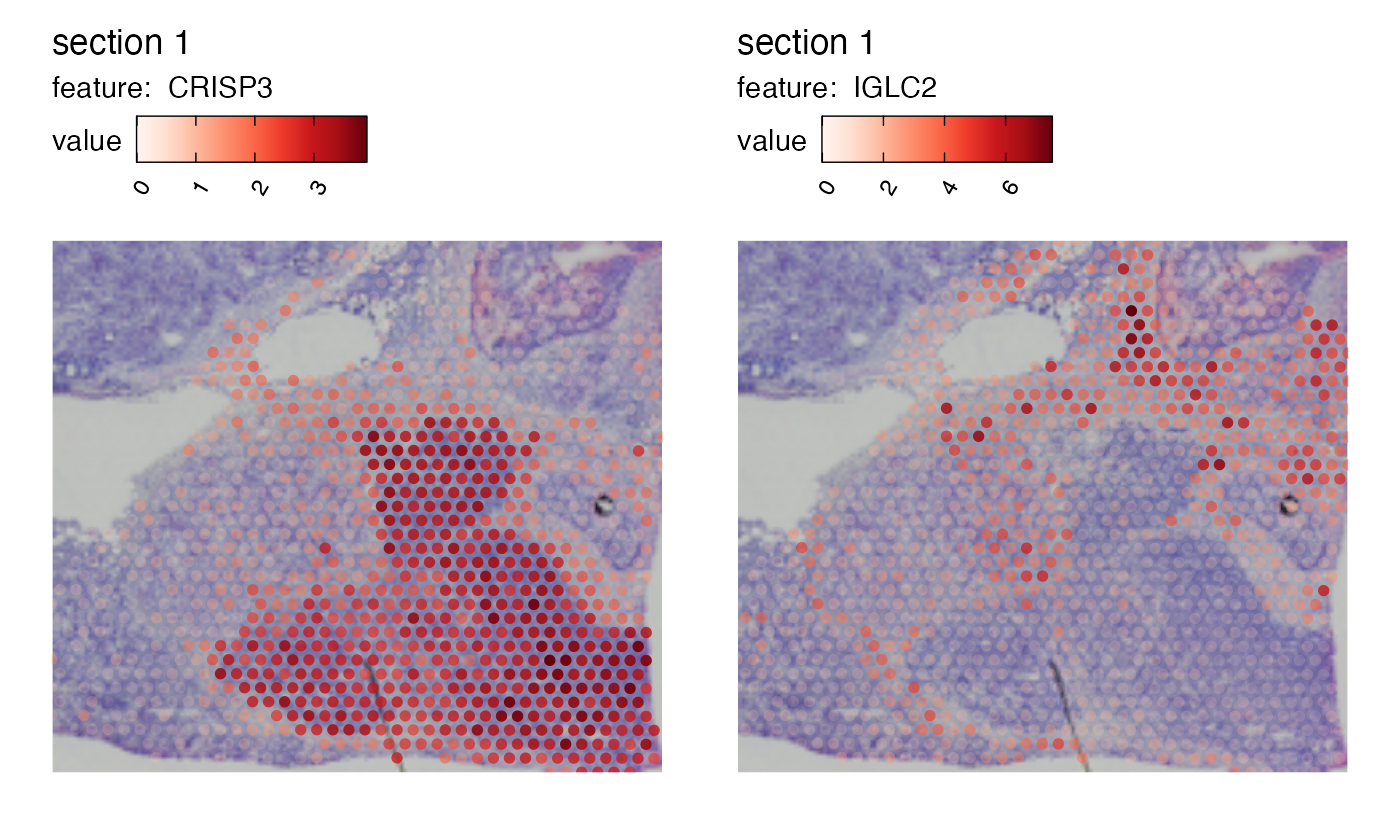 section 1
feature: CRISP3
value
0 1 2 3
section 1
feature: IGLC2
value
0 2 4 6